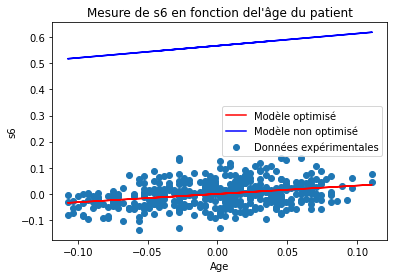 Mesure de s6 en fonction del'âge du patient
0.6
0.5
0.4
0.3
0.2
0.1
0.0
−0.1
s6
Modèle optimisé
Modèle non optimisé
Données expérimentales
−0.10
−0.05
0.00
0.05
0.10
Age